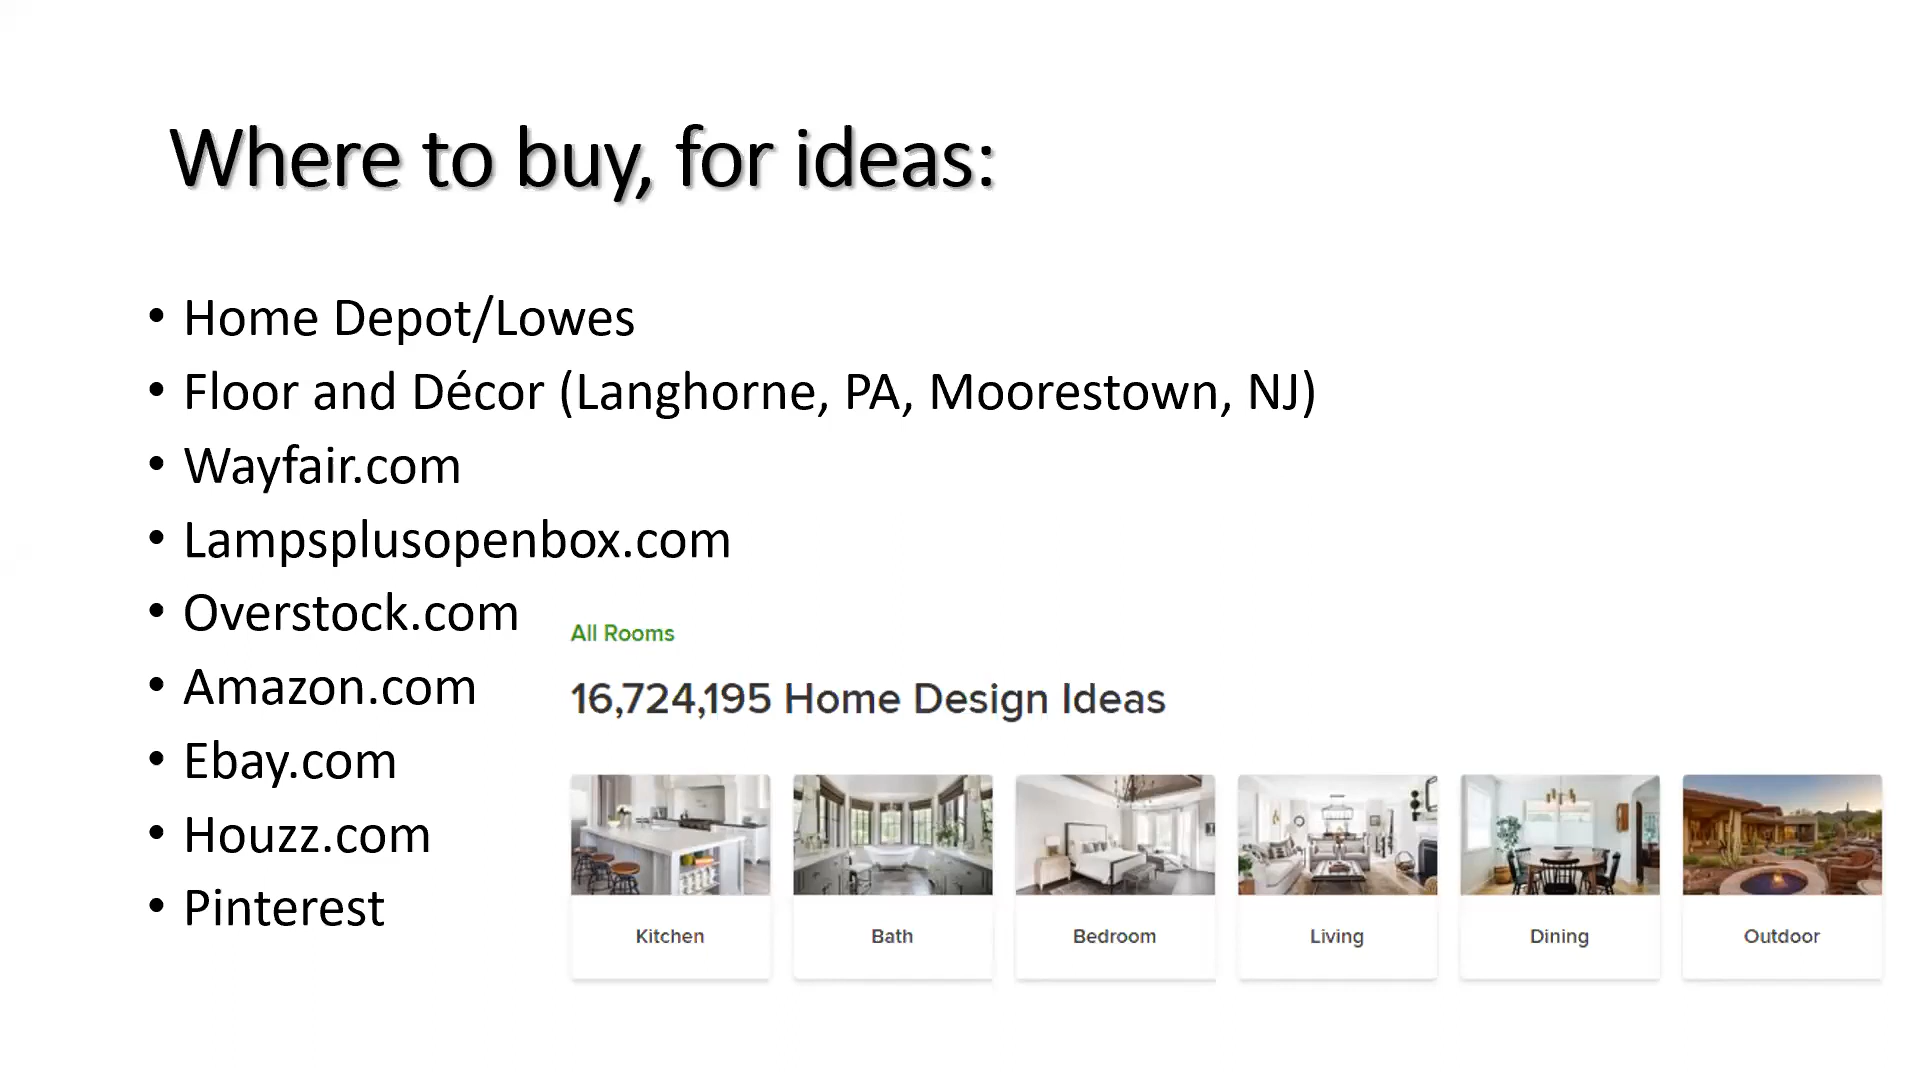 Where to buy, for ideas:
• Home Depot/Lowes
• Floor and Décor (Langhorne, PA, Moorestown, NJ)
• Wayfair.com
• Lampsplusopenbox.com
• Overstock.com
• Amazon.com
• Ebay.com
• Houzz.com
• Pinterest
All Rooms
16,724,195 Home Design Ideas
Kitchen
Bath
Bedroom
Living
Dining
Outdoor